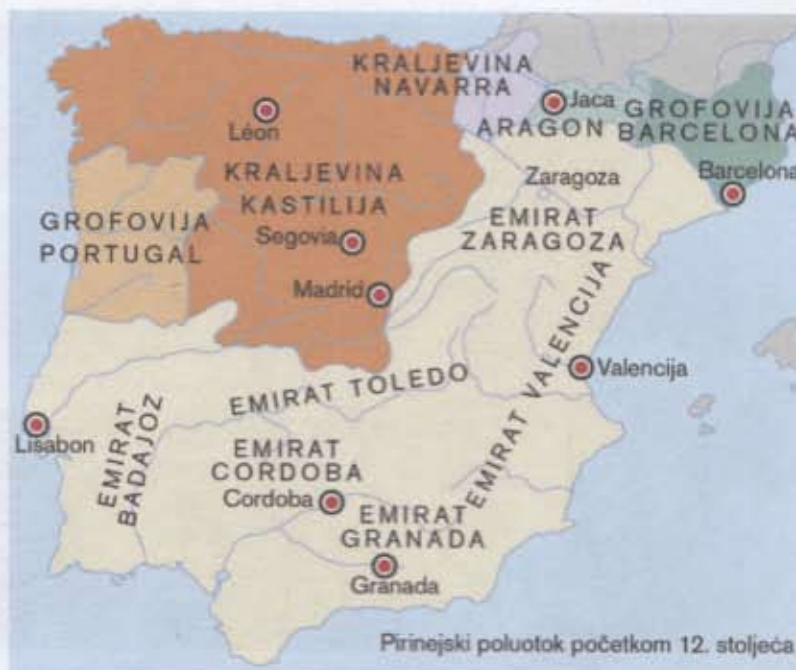 KRALJEVINA
NAVARRA
Jaca
Léon
ARAGON
GROFOVIJA
BARCELONA
KRALJEVINA
KASTILIJA
Zaragoza
Barcelona
GROFOVIJA
PORTUGAL
Segovia
EMIRAT
ZARAGOZA
Madrid
EMIRAT VALENCIJA
Valencija
EMIRAT TOLEDO
EMIRAT
BADAJOZ
Lisabon
EMIRAT
CORDOBA
Cordoba
EMIRAT
GRANADA
Granada
Pirinejski poluotok početkom 12. stoljeća